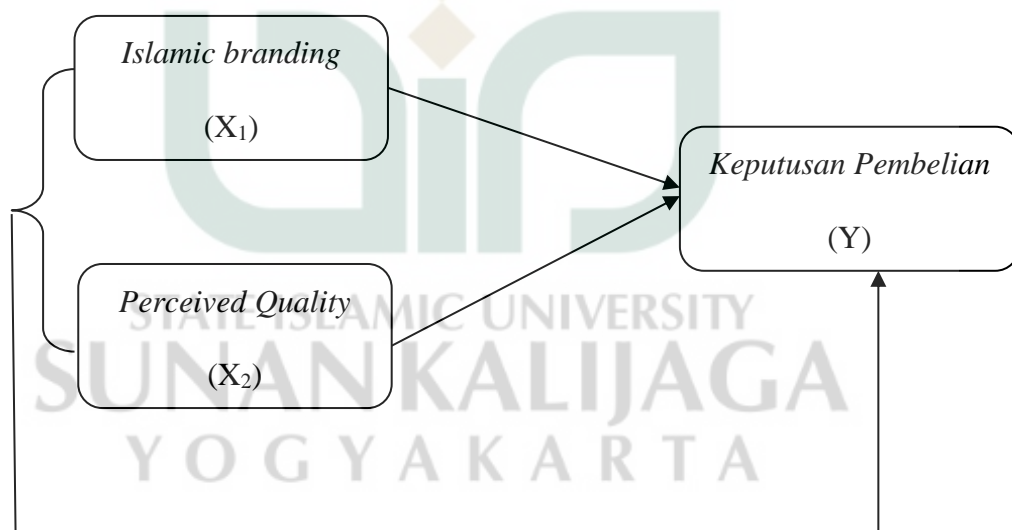 Islamic branding
(X₁)
Keputusan Pembelian
(Y)
Perceived Quality
(X₂)
STATE ISLAMIC UNIVERSITY
SUNAN KALIJAGA
YOGYAKARTA